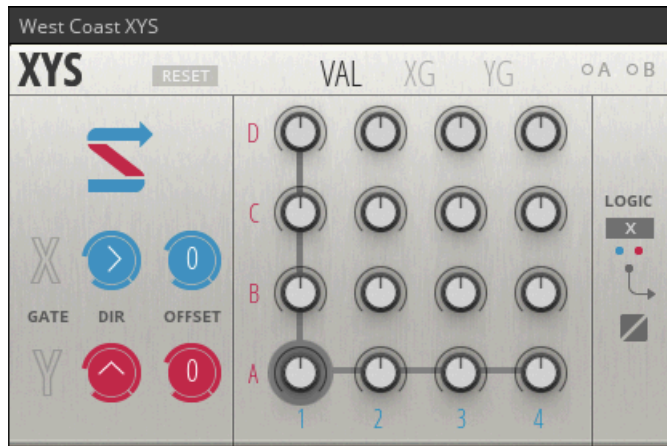 West Coast XYS
XYS RESET VAL XG YG A B
D
C
LOGIC
X
X 0
B
GATE DIR OFFSET
Y 0 A
1 2 3 4